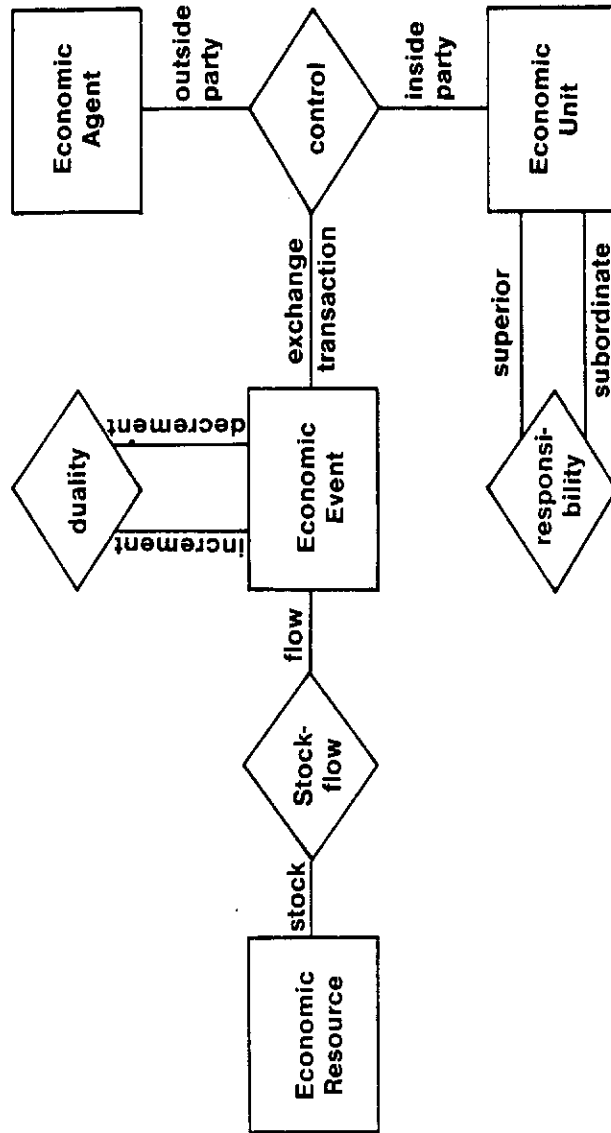 Economic
Agent
outside
party
duality
increment
decrement
exchange
transaction
control
Economic
Resource
stock
Stock-
flow
flow
Economic
Event
inside
party
responsi-
bility
superior
subordinate
Economic
Unit